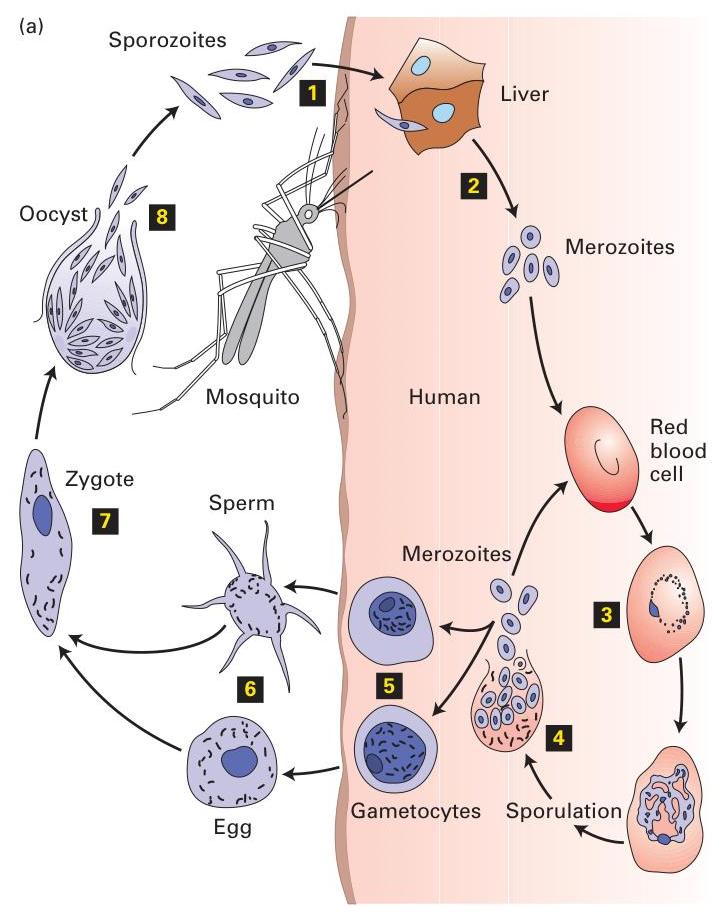 (a)
Sporozoites
1
Liver
2
Oocyst
8
Merozoites
Mosquito
Human
Red
blood
cell
Zygote
7
Sperm
Merozoites
3
6
5
4
Gametocytes
Sporulation
Egg